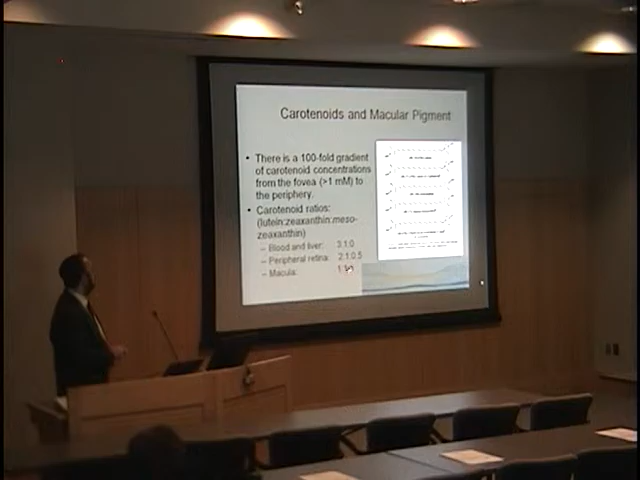 Carotenoids and Macular Pigment
• There is a 100-fold gradient
of carotenoid concentrations
from the fovea (>1 mM) to
the periphery.
• Carotenoid ratios:
(lutein:zeaxanthin:meso-
zeaxanthin)
– Blood and liver: 3:1:0
– Peripheral retina: 2:1:0.5
– Macula: